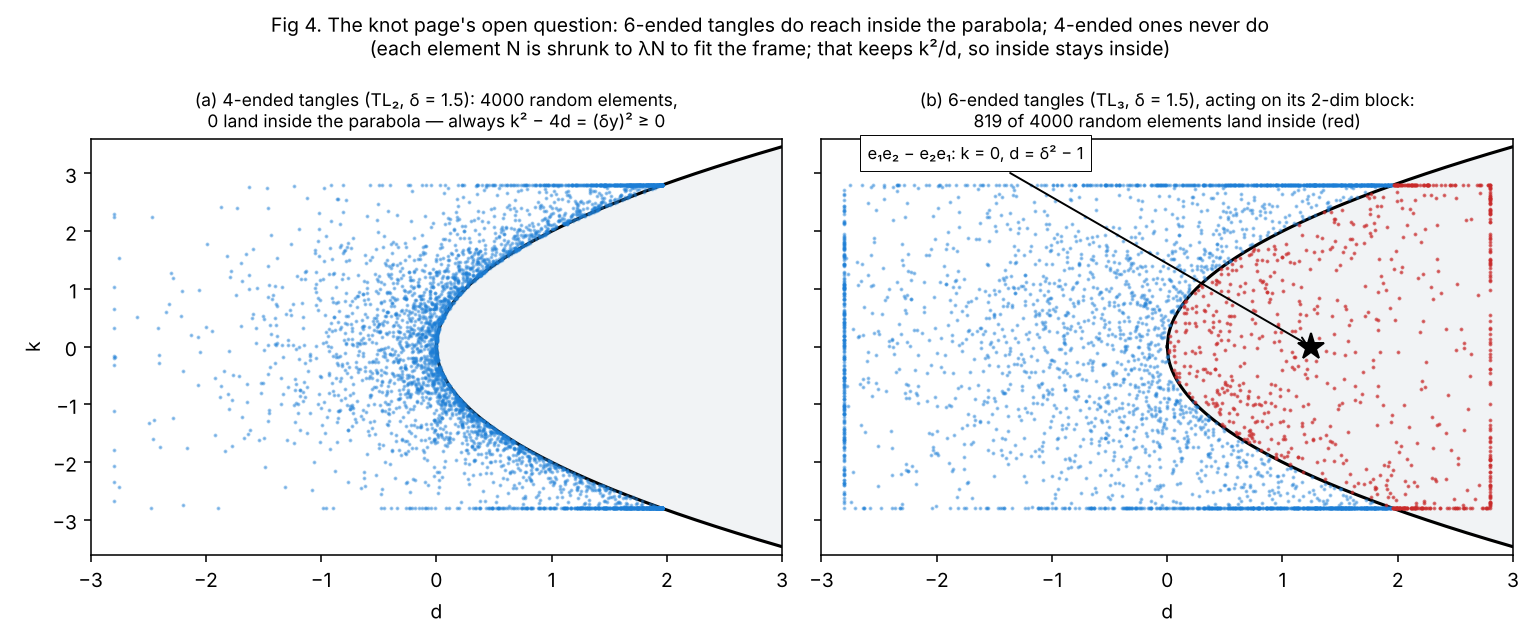 Fig 4. The knot page's open question: 6-ended tangles do reach inside the parabola; 4-ended ones never do
(each element N is shrunk to λN to fit the frame; that keeps k²/d, so inside stays inside)
(a) 4-ended tangles (TL₂, δ = 1.5): 4000 random elements,
0 land inside the parabola — always k² − 4d = (δy)² ≥ 0
(b) 6-ended tangles (TL₃, δ = 1.5), acting on its 2-dim block:
819 of 4000 random elements land inside (red)
e₁e₂ − e₂e₁: k = 0, d = δ² − 1
3
2
1
0
−1
−2
−3
k
−3
−2
−1
0
1
2
3
d
−3
−2
−1
0
1
2
3
d